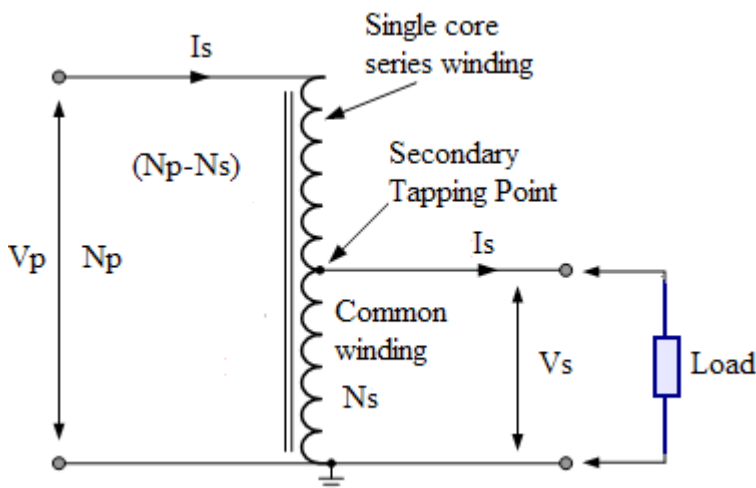 Is
Single core
series winding
(Np-Ns)
Secondary
Tapping Point
Is
Vp
Np
Common
winding
Ns
Vs
Load